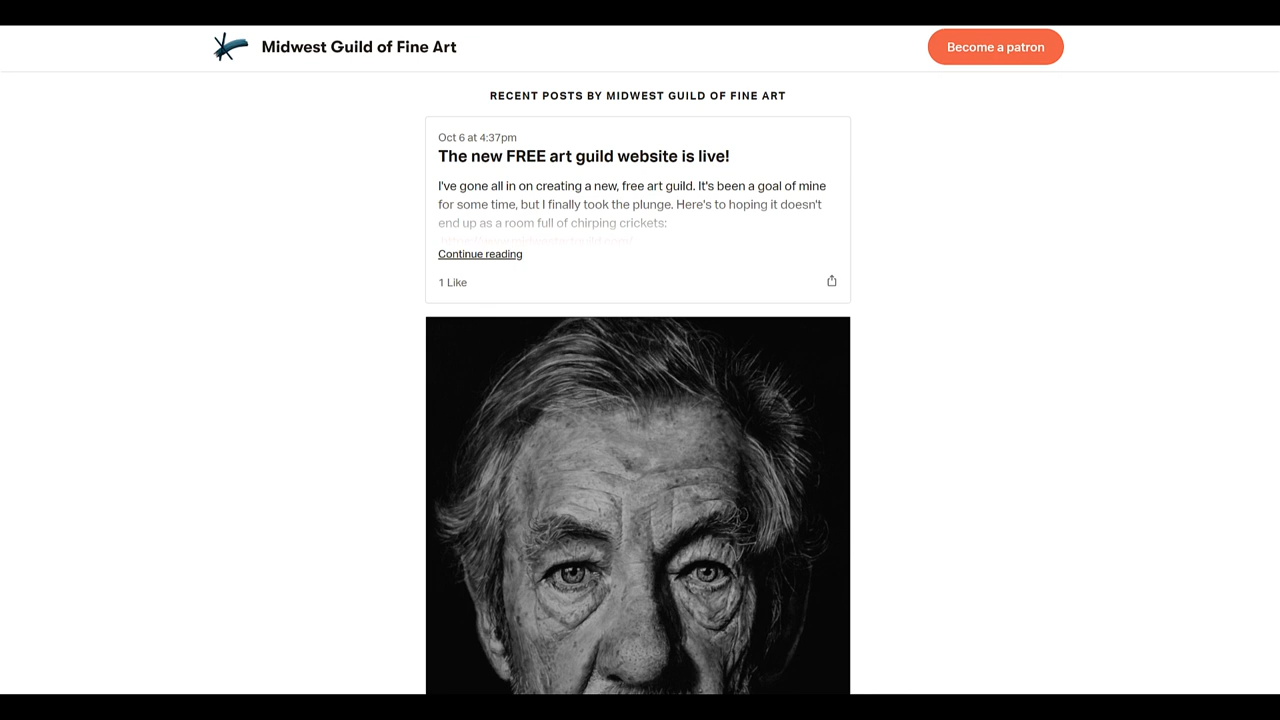 Midwest Guild of Fine Art
Become a patron
RECENT POSTS BY MIDWEST GUILD OF FINE ART
Oct 6 at 4:37pm
The new FREE art guild website is live!
I've gone all in on creating a new, free art guild. It's been a goal of mine
for some time, but I finally took the plunge. Here's to hoping it doesn't
end up as a room full of chirping crickets:
Continue reading
1 Like